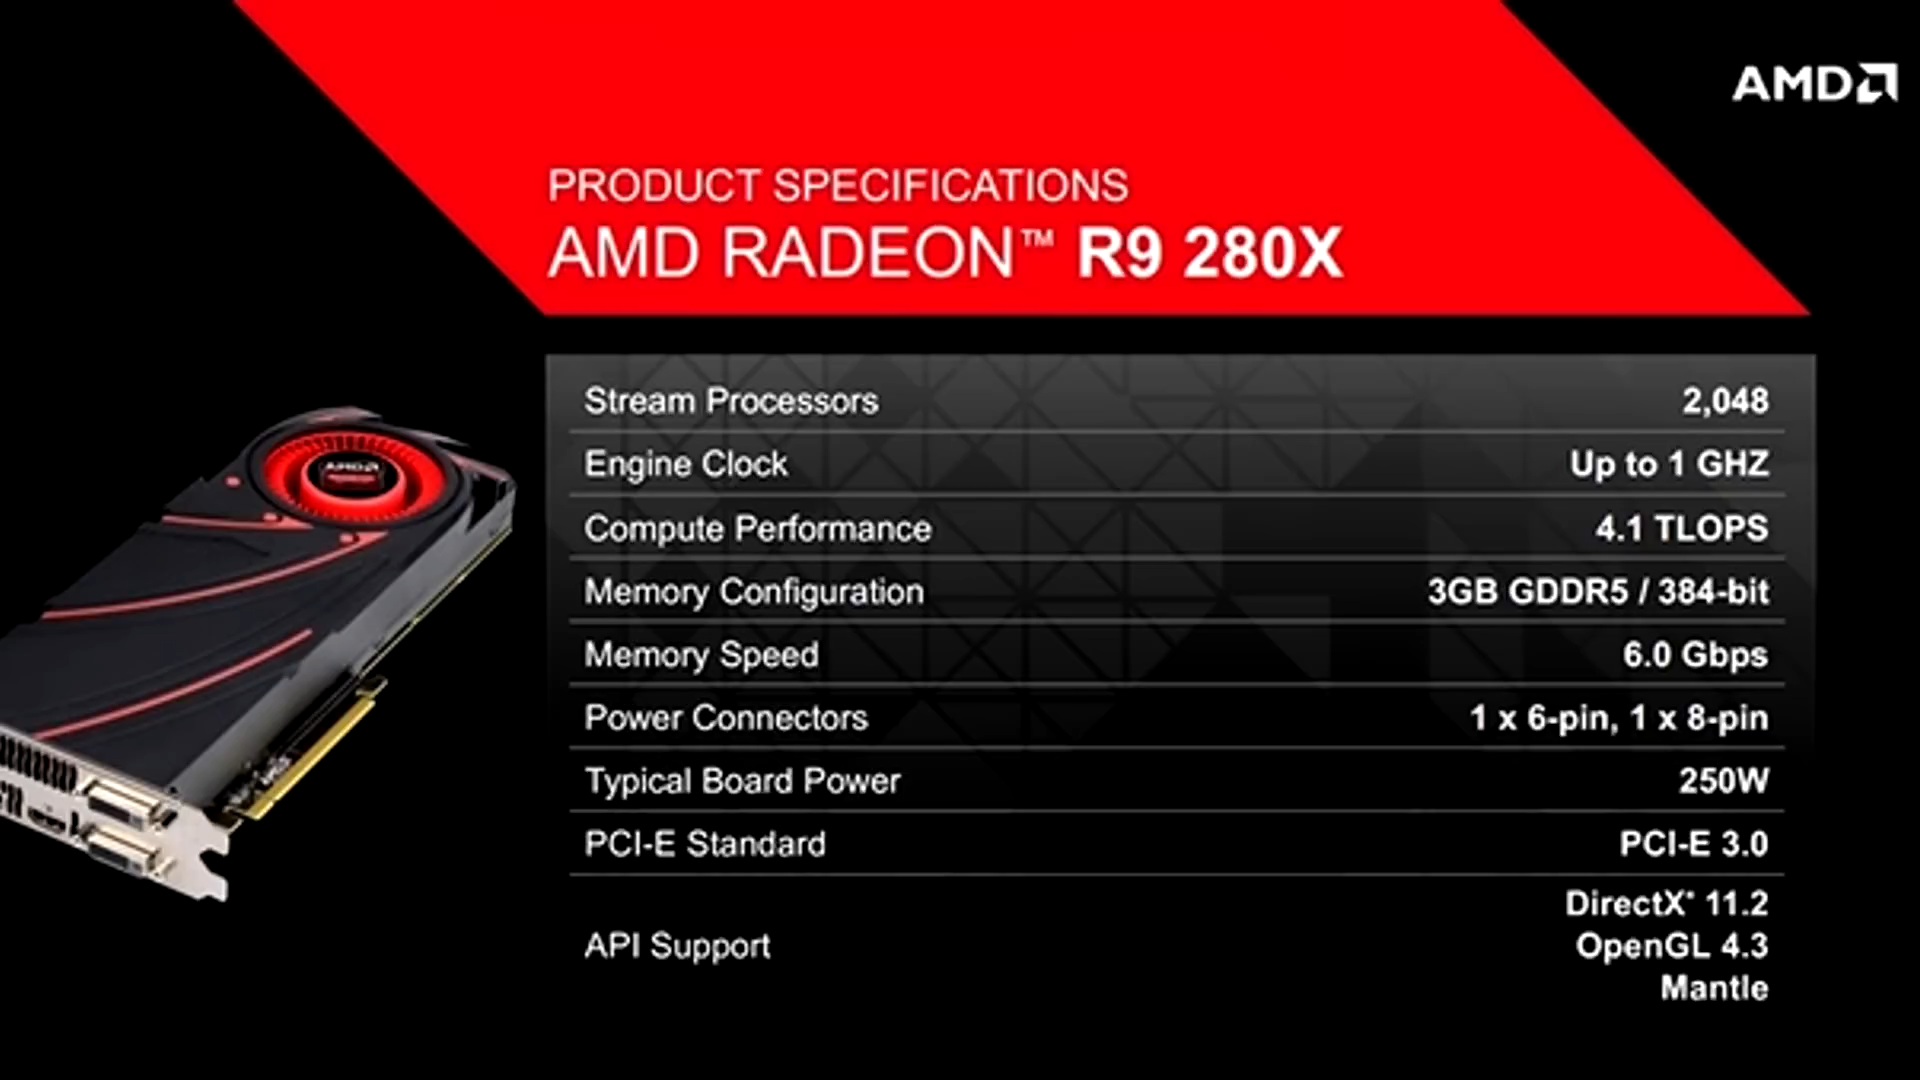 AMD
PRODUCT SPECIFICATIONS
AMD RADEON™ R9 280X
AMD
Stream Processors 2,048
Engine Clock Up to 1 GHZ
Compute Performance 4.1 TLOPS
Memory Configuration 3GB GDDR5 / 384-bit
Memory Speed 6.0 Gbps
Power Connectors 1 x 6-pin, 1 x 8-pin
Typical Board Power 250W
PCI-E Standard PCI-E 3.0
API Support
DirectX® 11.2
OpenGL 4.3
Mantle